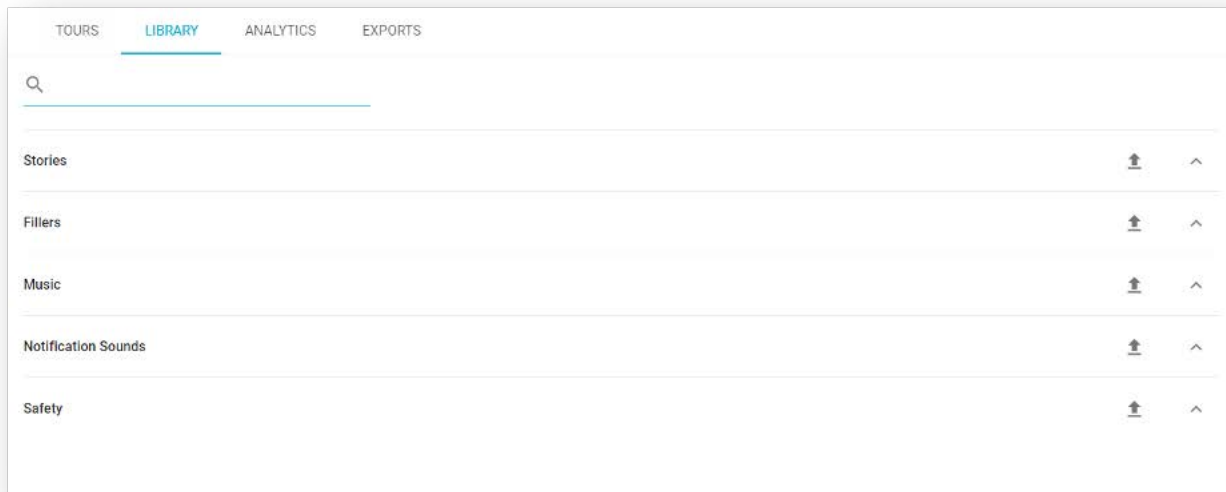 TOURS LIBRARY ANALYTICS EXPORTS
Stories
Fillers
Music
Notification Sounds
Safety